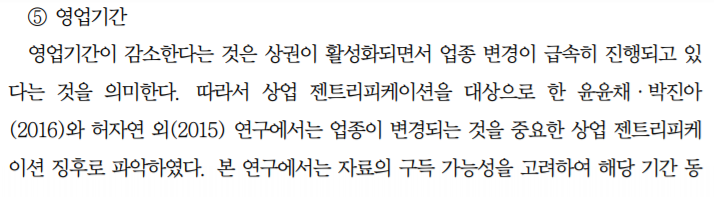 ⑤ 영업기간
영업기간이 감소한다는 것은 상권이 활성화되면서 업종 변경이 급속히 진행되고 있
다는 것을 의미한다. 따라서 상업 젠트리피케이션을 대상으로 한 윤윤채·박진아
(2016)와 허자연 외(2015) 연구에서는 업종이 변경되는 것을 중요한 상업 젠트리피케
이션 징후로 파악하였다. 본 연구에서는 자료의 구득 가능성을 고려하여 해당 기간 동